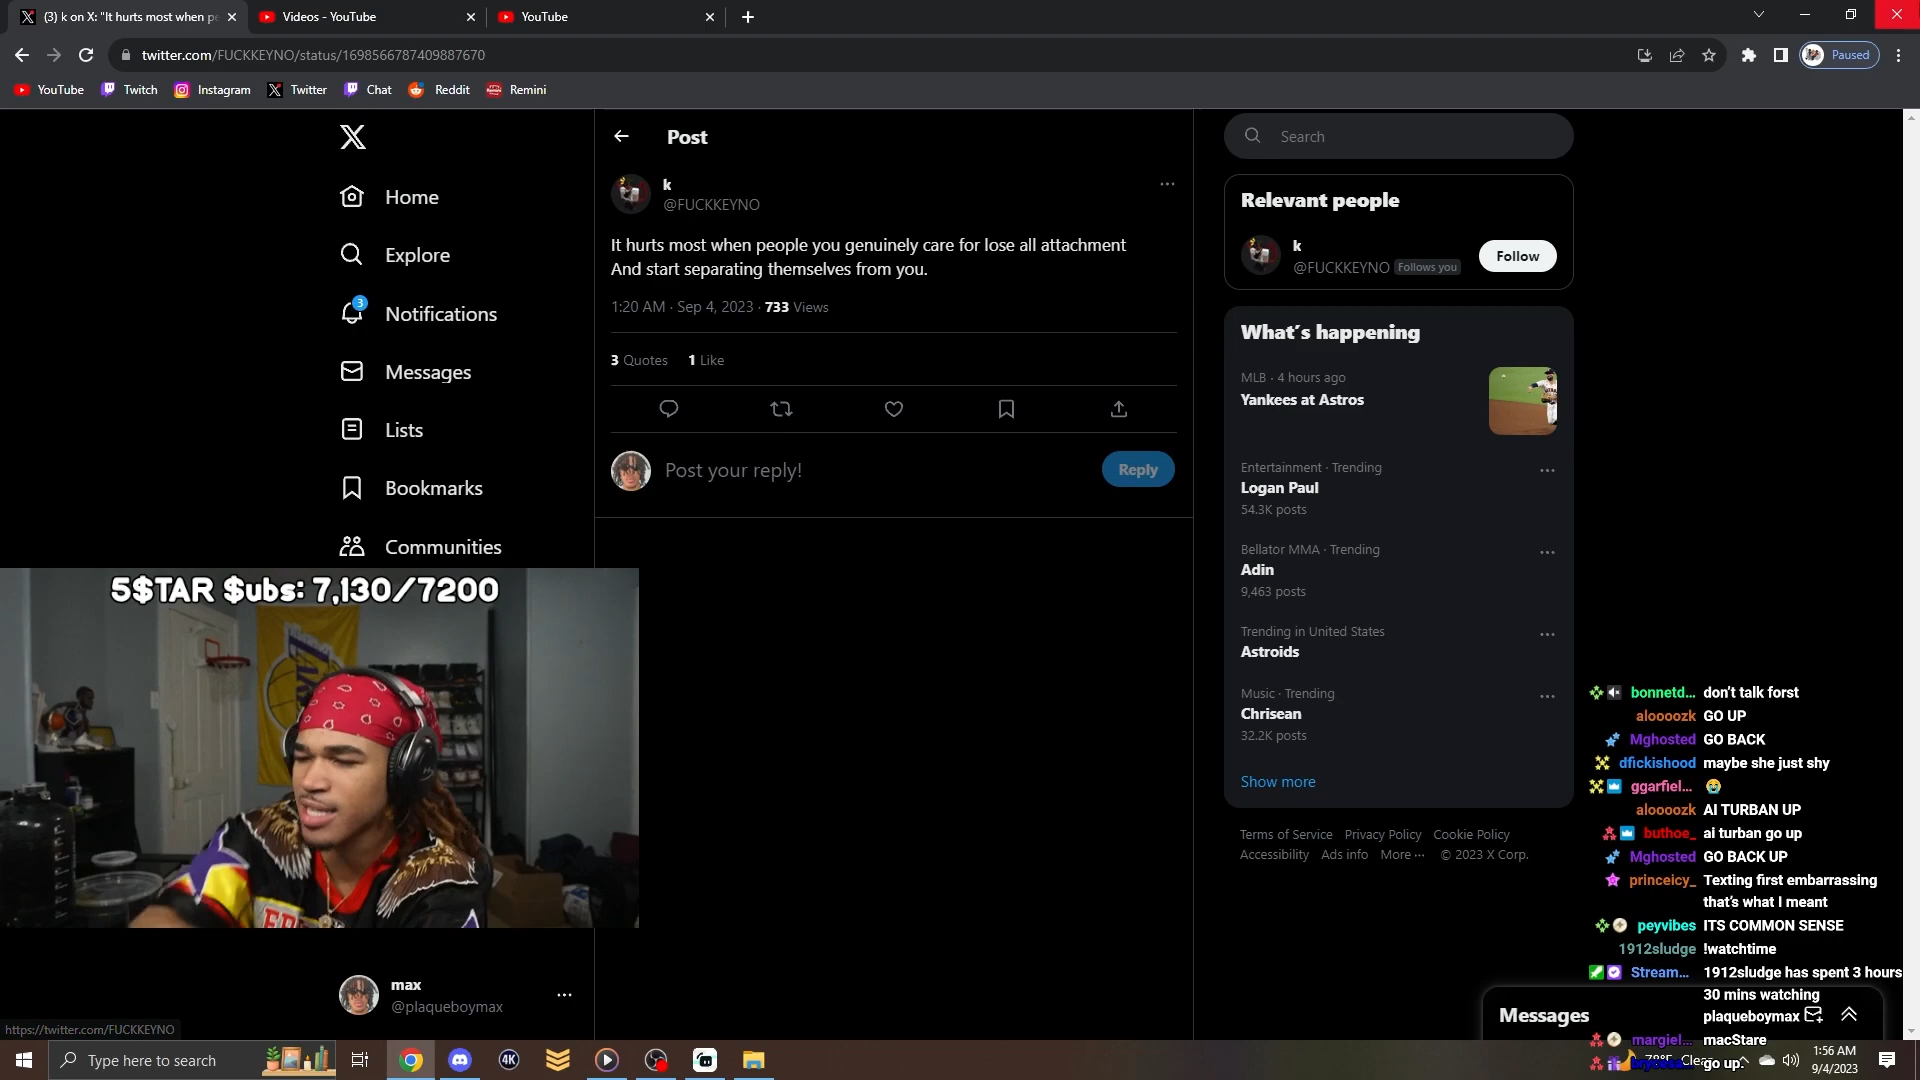 (3) k on X: "It hurts most when pe
Videos - YouTube
YouTube
twitter.com/FUCKKEYNO/status/1698566787409887670
Paused
YouTube
Twitch
Instagram
Twitter
Chat
Reddit
Remini
Home
Explore
3
Notifications
Messages
Lists
Bookmarks
Communities
Post
k
@FUCKKEYNO
It hurts most when people you genuinely care for lose all attachment
And start separating themselves from you.
1:20 AM · Sep 4, 2023 · 733 Views
3 Quotes 1 Like
Post your reply!
Reply
Search
Relevant people
k
@FUCKKEYNO Follows you
Follow
What's happening
MLB · 4 hours ago
Yankees at Astros
Entertainment · Trending
Logan Paul
54.3K posts
Bellator MMA · Trending
Adin
9,463 posts
Trending in United States
Astroids
Music · Trending
Chrisean
32.2K posts
Show more
Terms of Service Privacy Policy Cookie Policy
Accessibility Ads info More ··· © 2023 X Corp.
5$TAR $ubs: 7,130/7200
max
@plaqueboymax
https://twitter.com/FUCKKEYNO
bonnetd... don't talk forst
aloooozk GO UP
Mghosted GO BACK
dfickishood maybe she just shy
ggarfiel... 😭
aloooozk AI TURBAN UP
buthoe_ ai turban go up
Mghosted GO BACK UP
princeicy_ Texting first embarrassing
that's what I meant
peyvibes ITS COMMON SENSE
1912sludge !watchtime
Stream... 1912sludge has spent 3 hours
30 mins watching
plaqueboymax
margiel... macStare
go up.
Messages
Type here to search
4K
78°F
1:56 AM
9/4/2023